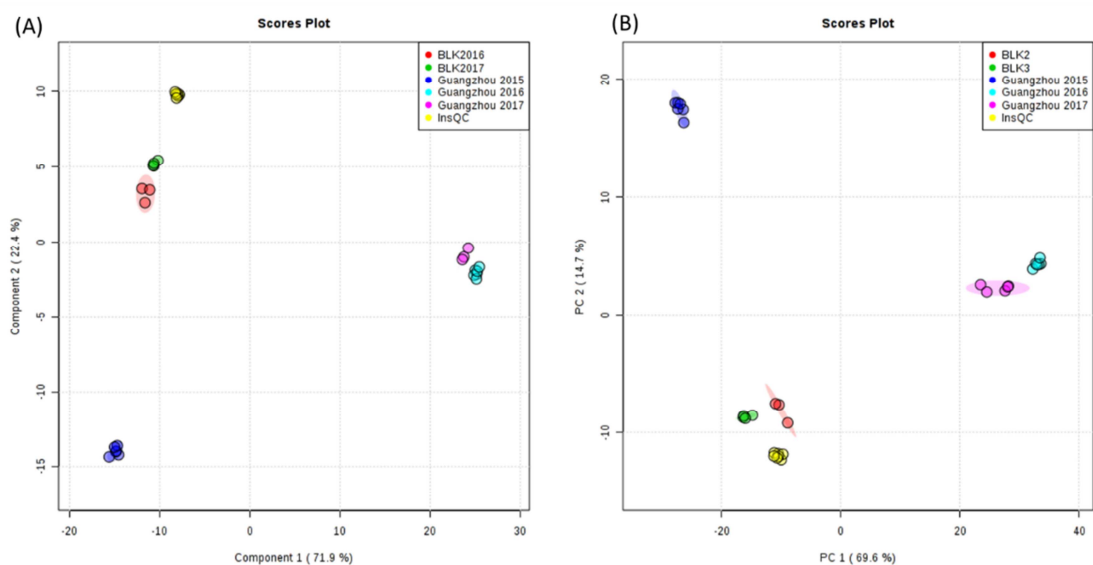 (A)
Scores Plot
BLK2016
BLK2017
Guangzhou 2015
Guangzhou 2016
Guangzhou 2017
InsQC
10
5
0
-5
-10
-15
Component 2 ( 22.4 %)
-20
-10
0
10
20
30
Component 1 ( 71.9 %)
(B)
Scores Plot
BLK2
BLK3
Guangzhou 2015
Guangzhou 2016
Guangzhou 2017
InsQC
20
10
0
-10
PC 2 ( 14.7 %)
-20
0
20
40
PC 1 ( 69.6 %)